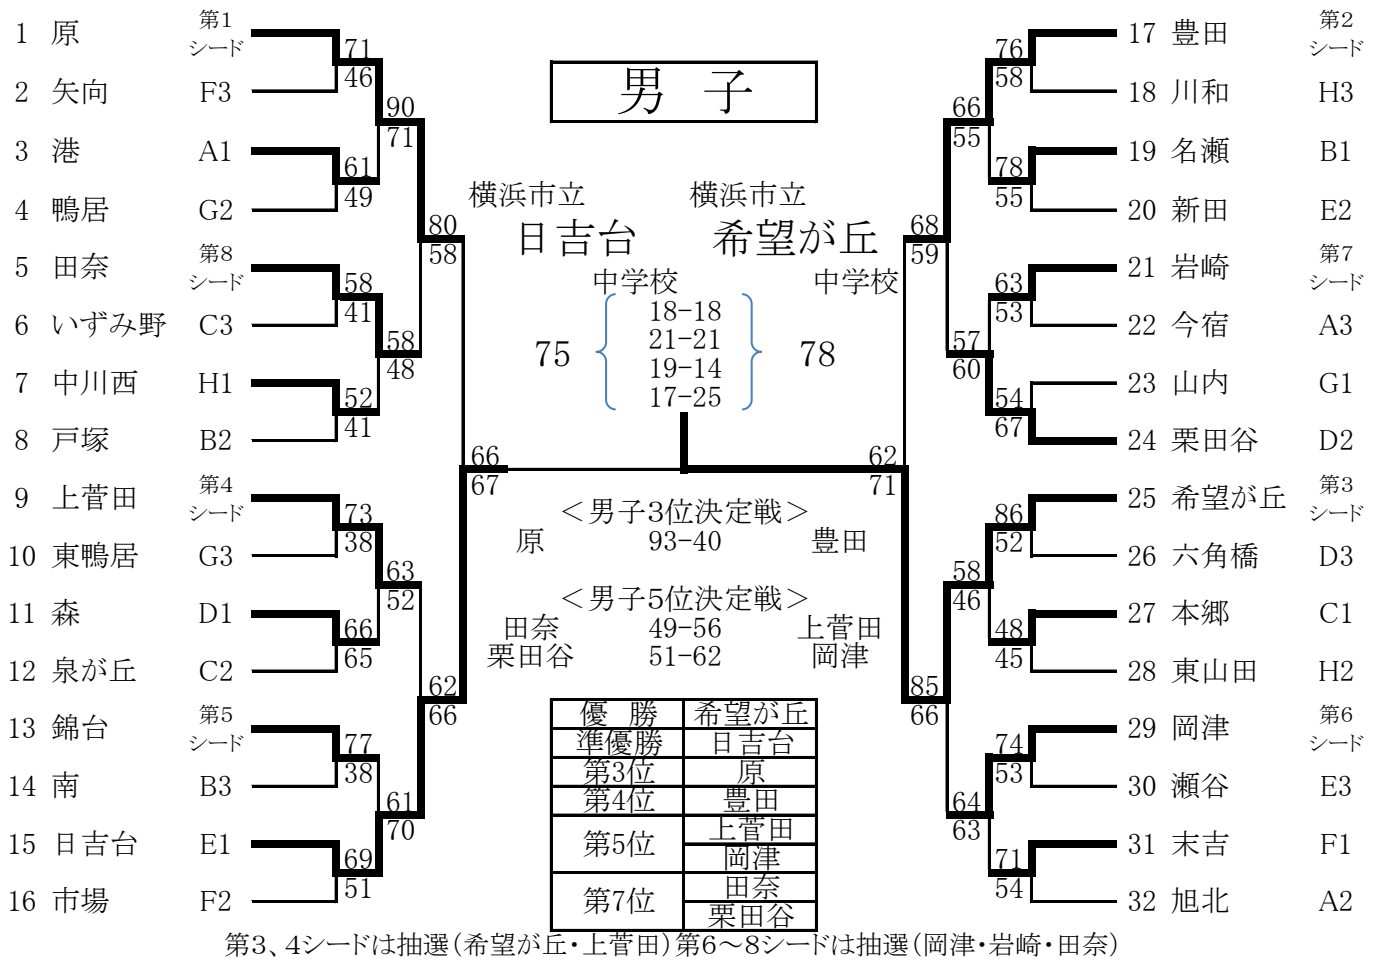 男 子
1 原 第1シード
2 矢向 F3
3 港 A1
4 鴨居 G2
5 田奈 第8シード
6 いずみ野 C3
7 中川西 H1
8 戸塚 B2
9 上菅田 第4シード
10 東鴨居 G3
11 森 D1
12 泉が丘 C2
13 錦台 第5シード
14 南 B3
15 日吉台 E1
16 市場 F2
71
46
61
49
58
41
52
41
73
38
66
65
77
38
69
51
90
71
58
48
63
52
61
70
80
58
62
66
66
67
横浜市立
日吉台
中学校
75
18-18
21-21
19-14
17-25
横浜市立
希望が丘
中学校
78
<男子3位決定戦>
原 93-40 豊田
<男子5位決定戦>
田奈 49-56 上菅田
栗田谷 51-62 岡津
優 勝 希望が丘
準優勝 日吉台
第3位 原
第4位 豊田
第5位 上菅田
岡津
第7位 田奈
栗田谷
62
71
68
59
85
66
66
55
57
60
58
46
64
63
76
58
78
55
63
53
54
67
86
52
48
45
74
53
71
54
17 豊田 第2シード
18 川和 H3
19 名瀬 B1
20 新田 E2
21 岩崎 第7シード
22 今宿 A3
23 山内 G1
24 栗田谷 D2
25 希望が丘 第3シード
26 六角橋 D3
27 本郷 C1
28 東山田 H2
29 岡津 第6シード
30 瀬谷 E3
31 末吉 F1
32 旭北 A2
第3、4シードは抽選(希望が丘・上菅田)第6～8シードは抽選(岡津・岩崎・田奈)